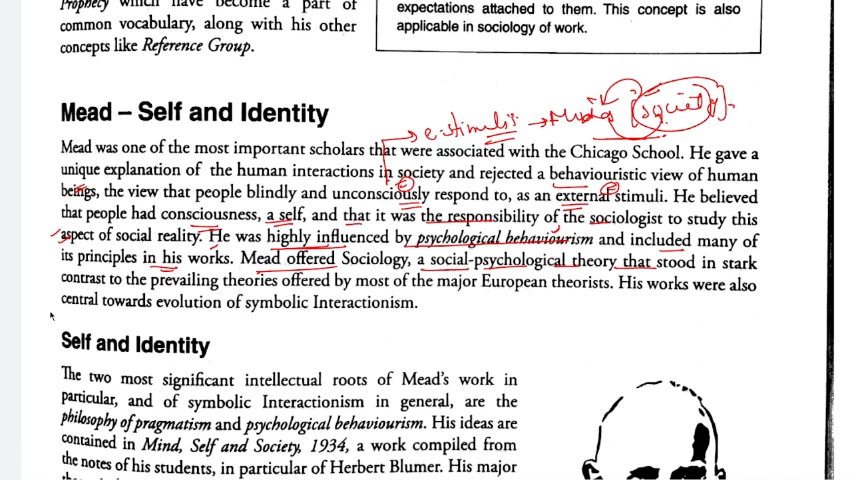 Prophecy which have become a part of
common vocabulary, along with his other
concepts like Reference Group.
expectations attached to them. This concept is also
applicable in sociology of work.
e-stimuli → Mind [society].
Mead – Self and Identity
Mead was one of the most important scholars that were associated with the Chicago School. He gave a
unique explanation of the human interactions in society and rejected a behaviouristic view of human
beings, the view that people blindly and unconsciously respond to, as an external stimuli. He believed
that people had consciousness, a self, and that it was the responsibility of the sociologist to study this
aspect of social reality. He was highly influenced by psychological behaviourism and included many of
its principles in his works. Mead offered Sociology, a social-psychological theory that stood in stark
contrast to the prevailing theories offered by most of the major European theorists. His works were also
central towards evolution of symbolic Interactionism.
Self and Identity
The two most significant intellectual roots of Mead's work in
particular, and of symbolic Interactionism in general, are the
philosophy of pragmatism and psychological behaviourism. His ideas are
contained in Mind, Self and Society, 1934, a work compiled from
the notes of his students, in particular of Herbert Blumer. His major